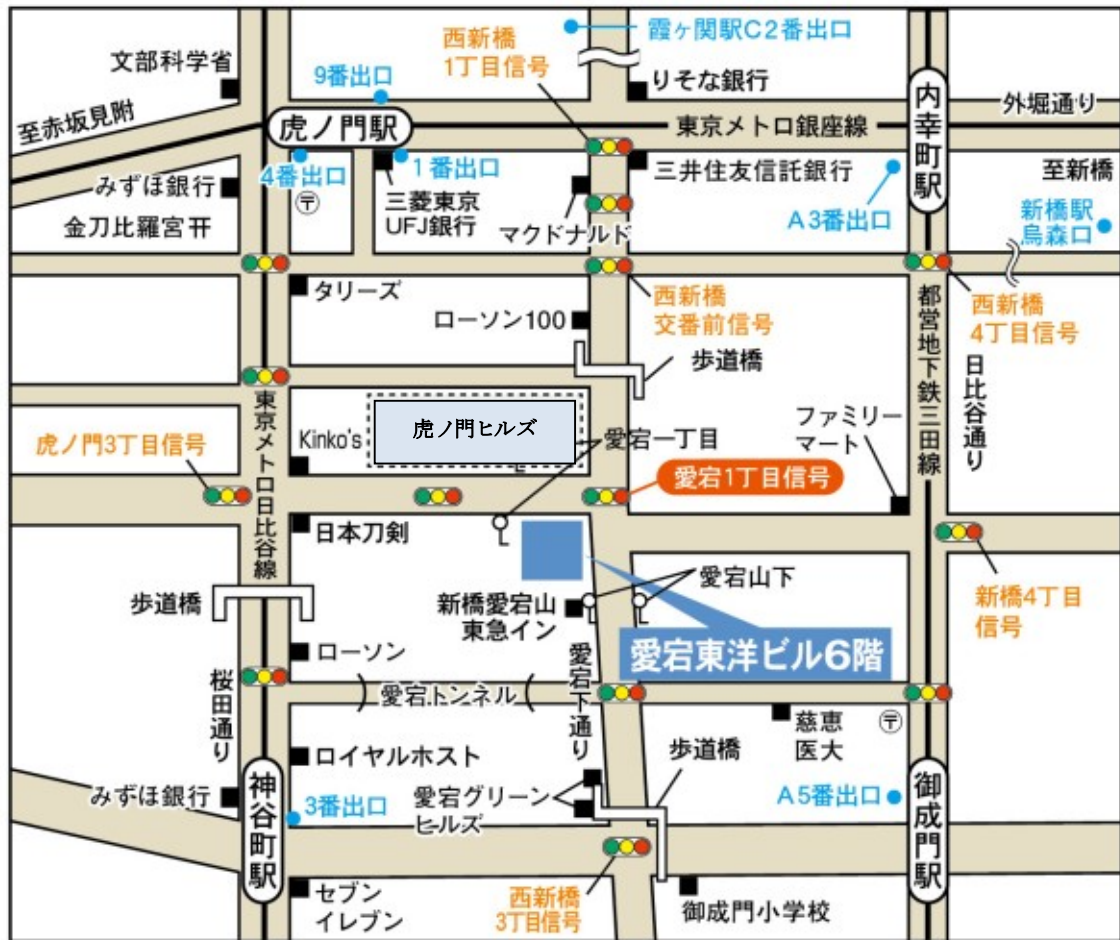 霞ヶ関駅C2番出口
西新橋
1丁目信号
文部科学省
9番出口
りそな銀行
内幸町駅
外堀通り
至赤坂見附
虎ノ門駅
東京メトロ銀座線
みずほ銀行
4番出口
〒
1番出口
三菱東京
UFJ銀行
三井住友信託銀行
至新橋
A3番出口
新橋駅
烏森口
金刀比羅宮
マクドナルド
タリーズ
西新橋
交番前信号
西新橋
4丁目信号
ローソン100
歩道橋
都営地下鉄三田線
日比谷通り
東京メトロ日比谷線
虎ノ門ヒルズ
ファミリー
マート
虎ノ門3丁目信号
Kinko's
愛宕一丁目
愛宕1丁目信号
日本刀剣
愛宕山下
新橋4丁目
信号
歩道橋
新橋愛宕山
東急イン
愛宕東洋ビル6階
ローソン
桜田通り
愛宕トンネル
愛宕下通り
慈恵
医大
〒
ロイヤルホスト
歩道橋
みずほ銀行
神谷町駅
3番出口
愛宕グリーン
ヒルズ
A5番出口
御成門駅
セブン
イレブン
西新橋
3丁目信号
御成門小学校